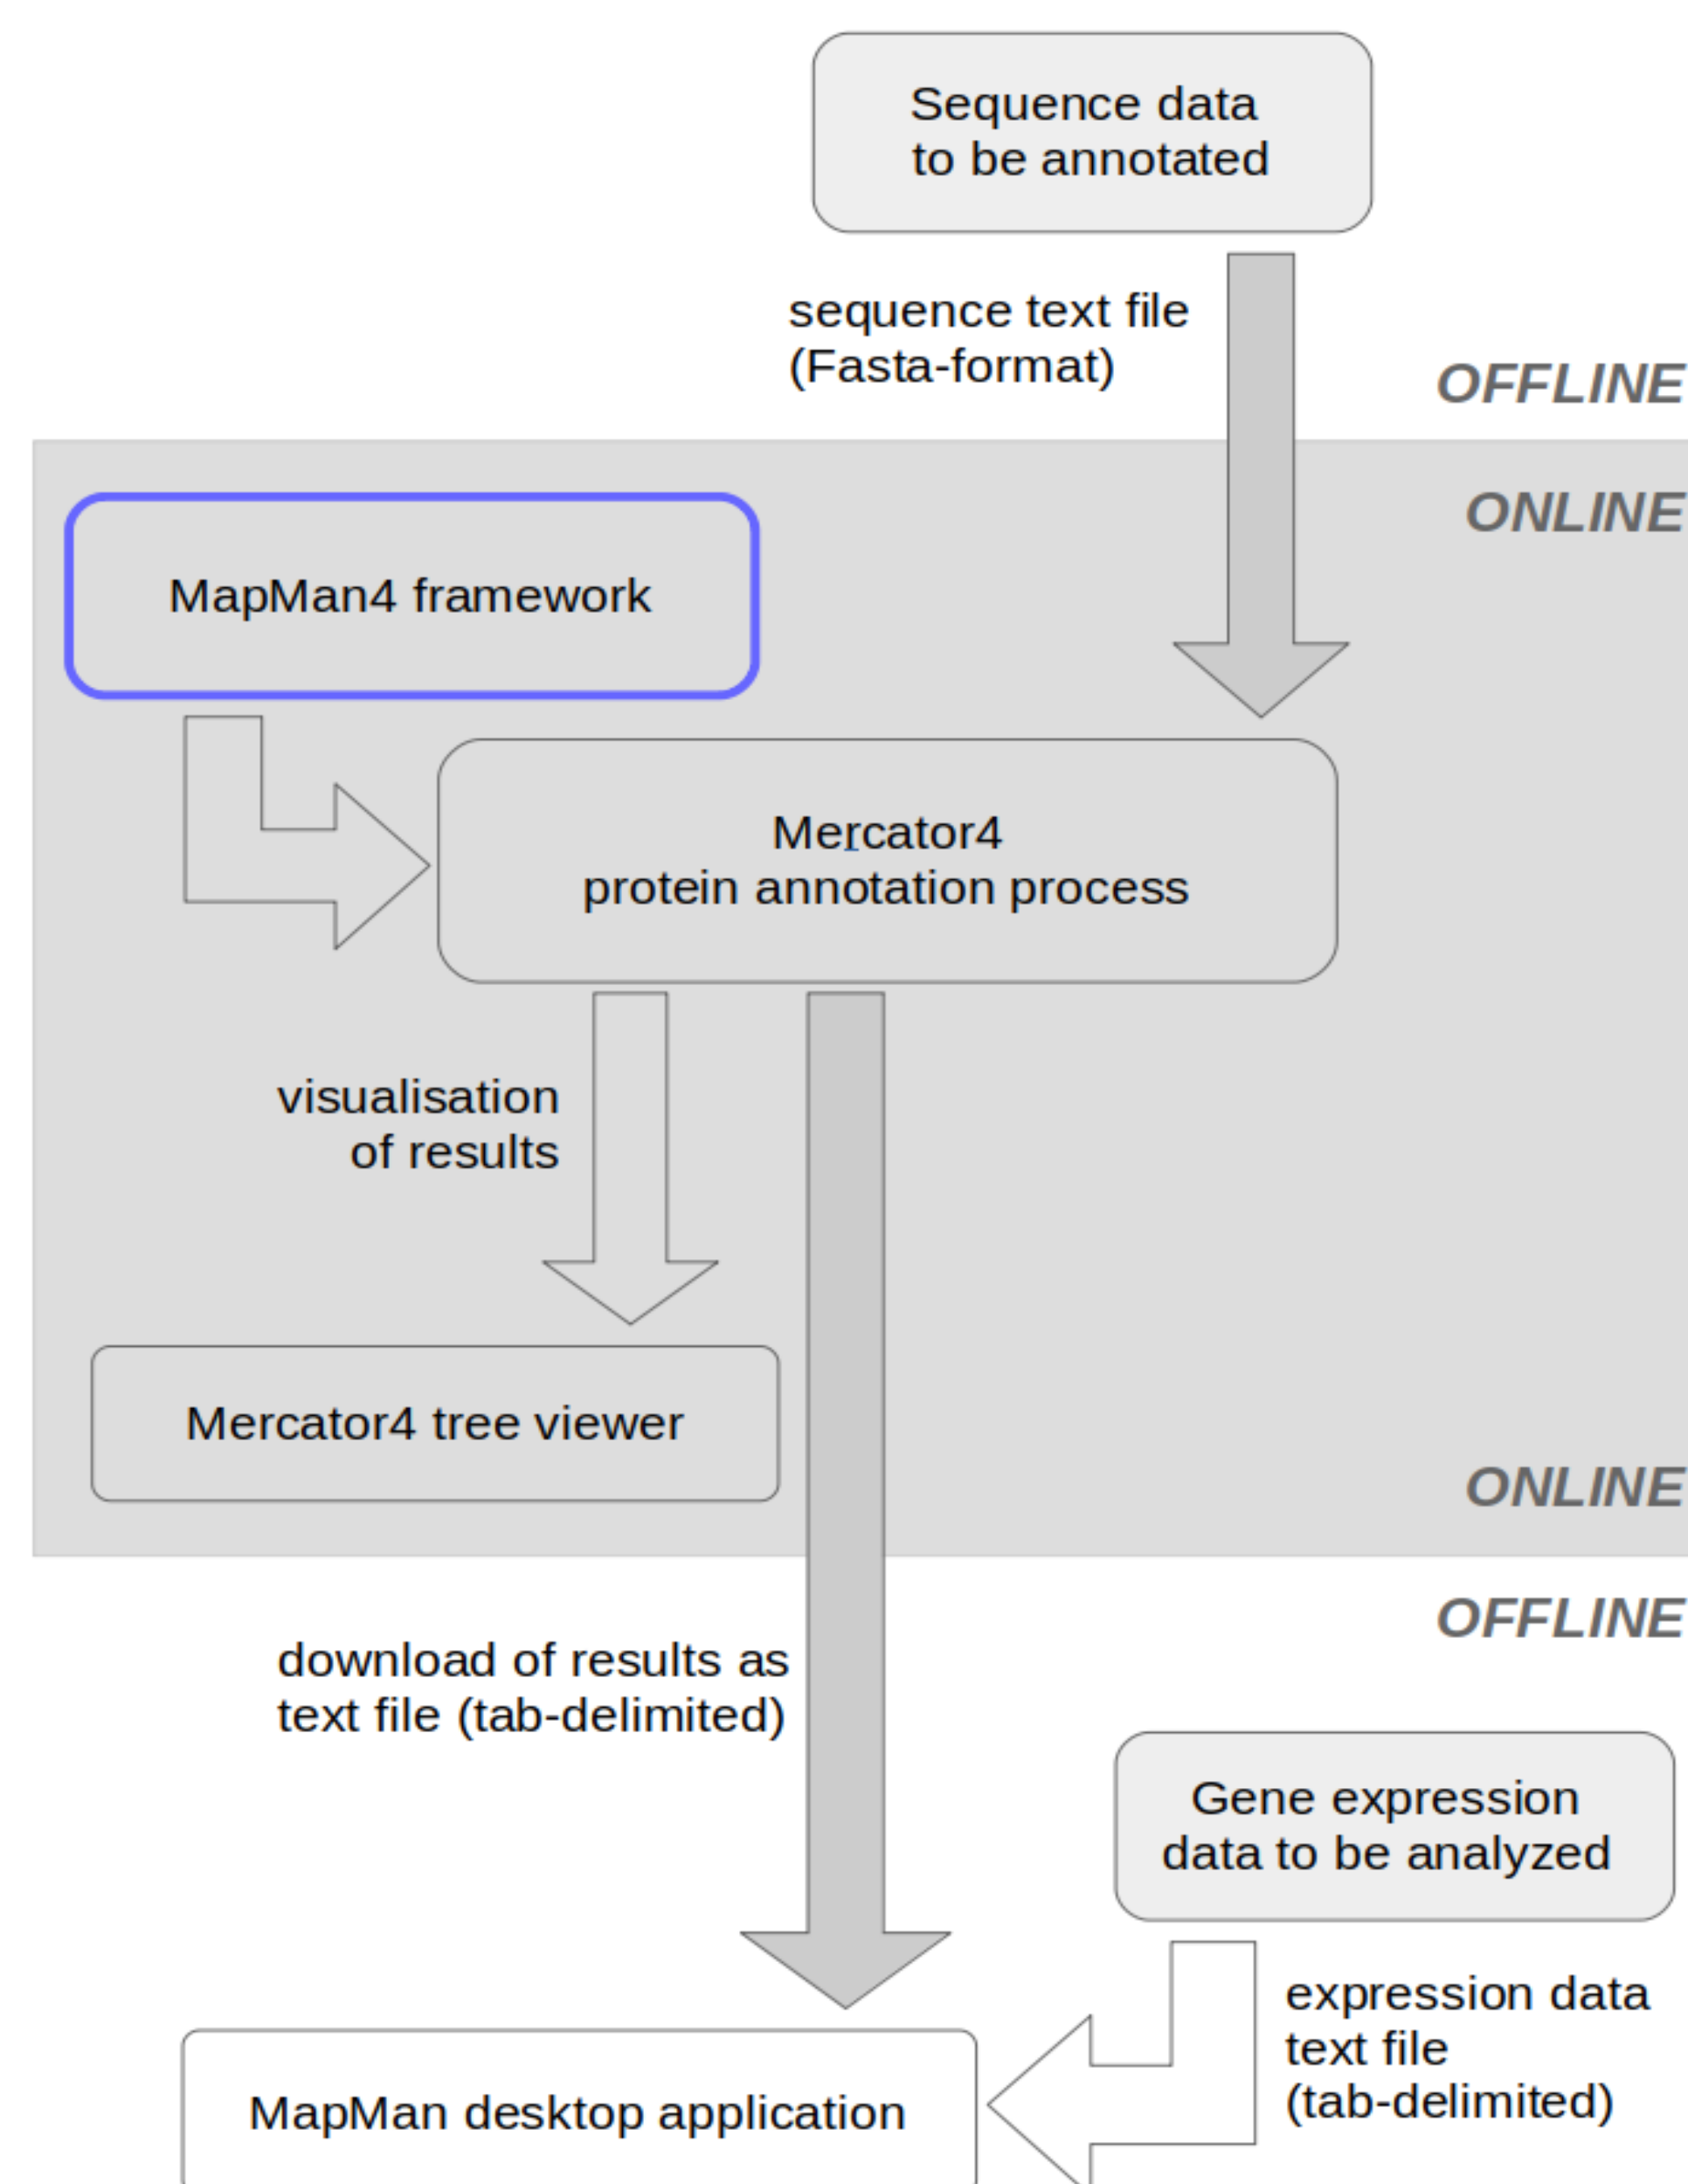 Sequence data
to be annotated
sequence text file
(Fasta-format)
OFFLINE
ONLINE
MapMan4 framework
Mercator4
protein annotation process
visualisation
of results
Mercator4 tree viewer
ONLINE
OFFLINE
download of results as
text file (tab-delimited)
Gene expression
data to be analyzed
expression data
text file
(tab-delimited)
MapMan desktop application